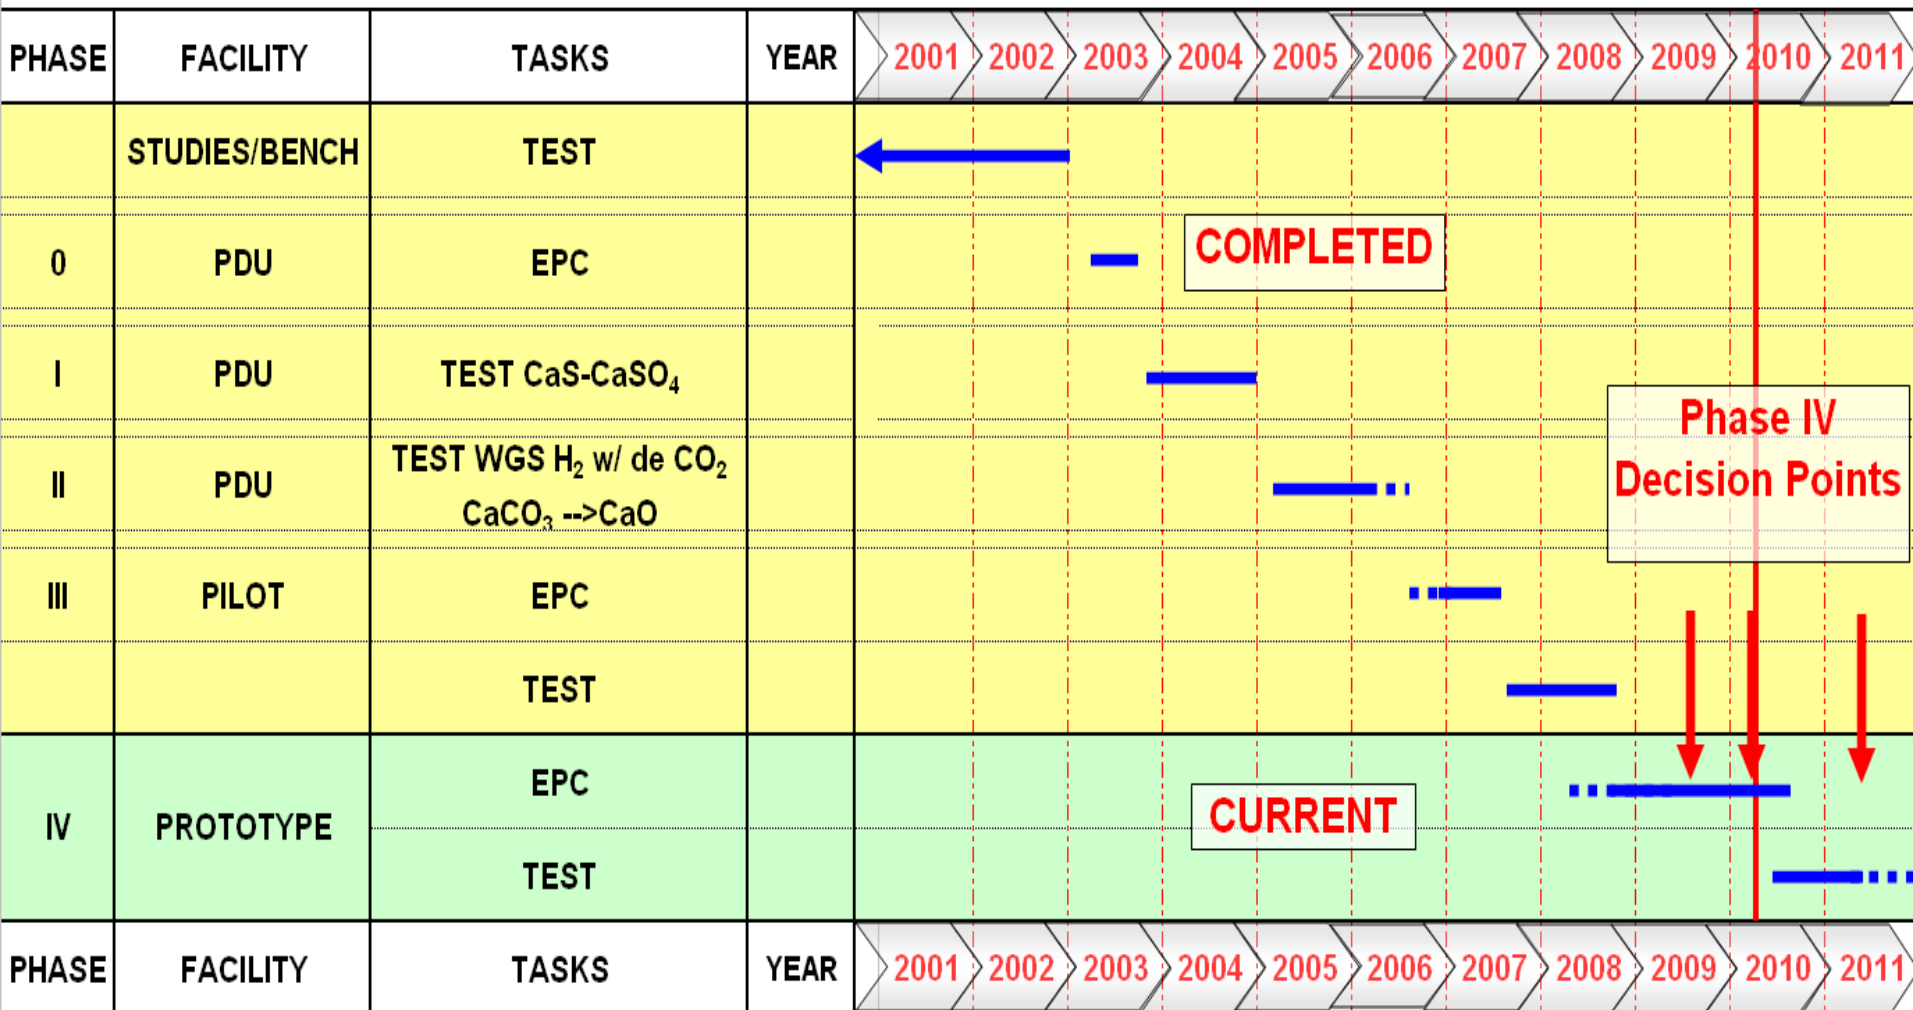 PHASE FACILITY TASKS YEAR 2001 2002 2003 2004 2005 2006 2007 2008 2009 2010 2011
STUDIES/BENCH TEST
0 PDU EPC
COMPLETED
I PDU TEST CaS-CaSO₄
Phase IV
Decision Points
II PDU TEST WGS H₂ w/ de CO₂
CaCO₃ -->CaO
III PILOT EPC
TEST
IV PROTOTYPE EPC
CURRENT
TEST
PHASE FACILITY TASKS YEAR 2001 2002 2003 2004 2005 2006 2007 2008 2009 2010 2011